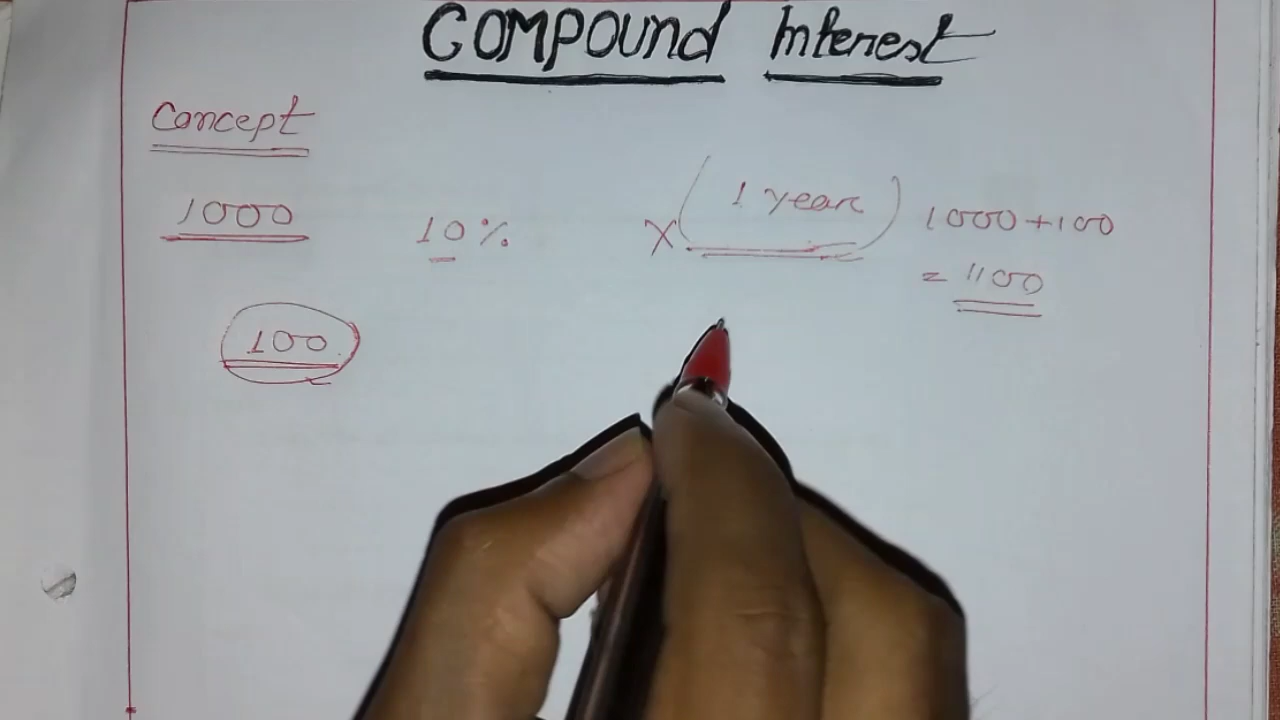 COMPOUND Interest
Concept
1000 10% X (1 year) 1000+100
= 1100
100